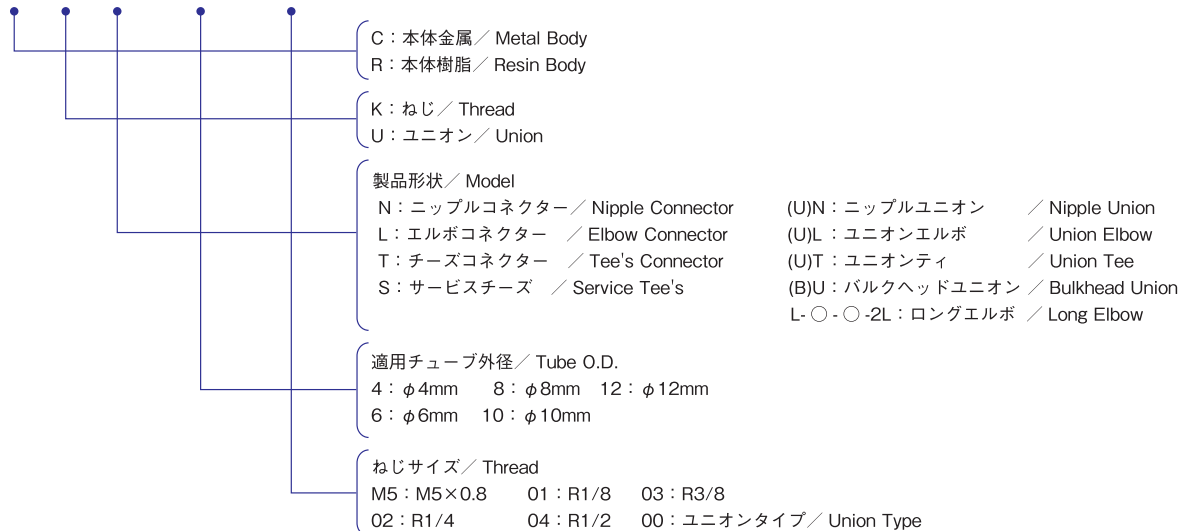 C：本体金属／ Metal Body
R：本体樹脂／ Resin Body
K：ねじ／ Thread
U：ユニオン／ Union
製品形状／ Model
N：ニップルコネクター／ Nipple Connector (U)N：ニップルユニオン ／ Nipple Union
L：エルボコネクター ／ Elbow Connector (U)L：ユニオンエルボ ／ Union Elbow
T：チーズコネクター ／ Tee's Connector (U)T：ユニオンティ ／ Union Tee
S：サービスチーズ ／ Service Tee's (B)U：バルクヘッドユニオン ／ Bulkhead Union
L- ○ - ○ -2L：ロングエルボ ／ Long Elbow
適用チューブ外径／ Tube O.D.
4：φ4mm 8：φ8mm 12：φ12mm
6：φ6mm 10：φ10mm
ねじサイズ／ Thread
M5：M5×0.8 01：R1/8 03：R3/8
02：R1/4 04：R1/2 00：ユニオンタイプ／ Union Type